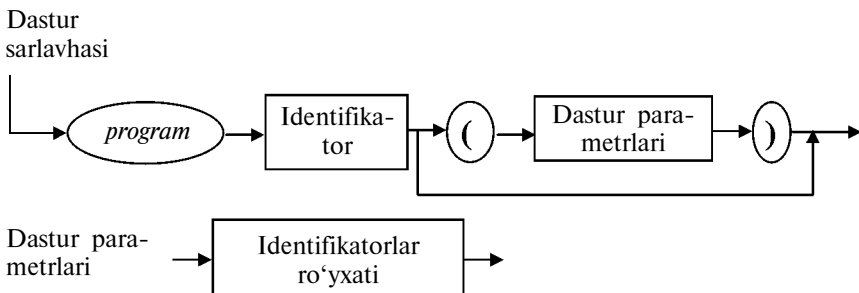 Dastur
sarlavhasi
program
Identifika-
tor
(
Dastur para-
metrlari
)
Dastur para-
metrlari
Identifikatorlar
ro‘yxati